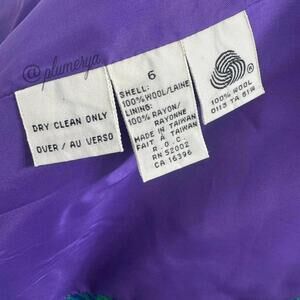 @plumerya
DRY CLEAN ONLY
OVER / AU VERSO
6
SHELL:
100% WOOL/LAINE
LINING:
100% RAYON/
RAYONNE
MADE IN TAIWAN
FAIT À TAIWAN
R.O.C.
RN 52002
CA 16396
100% WOOL